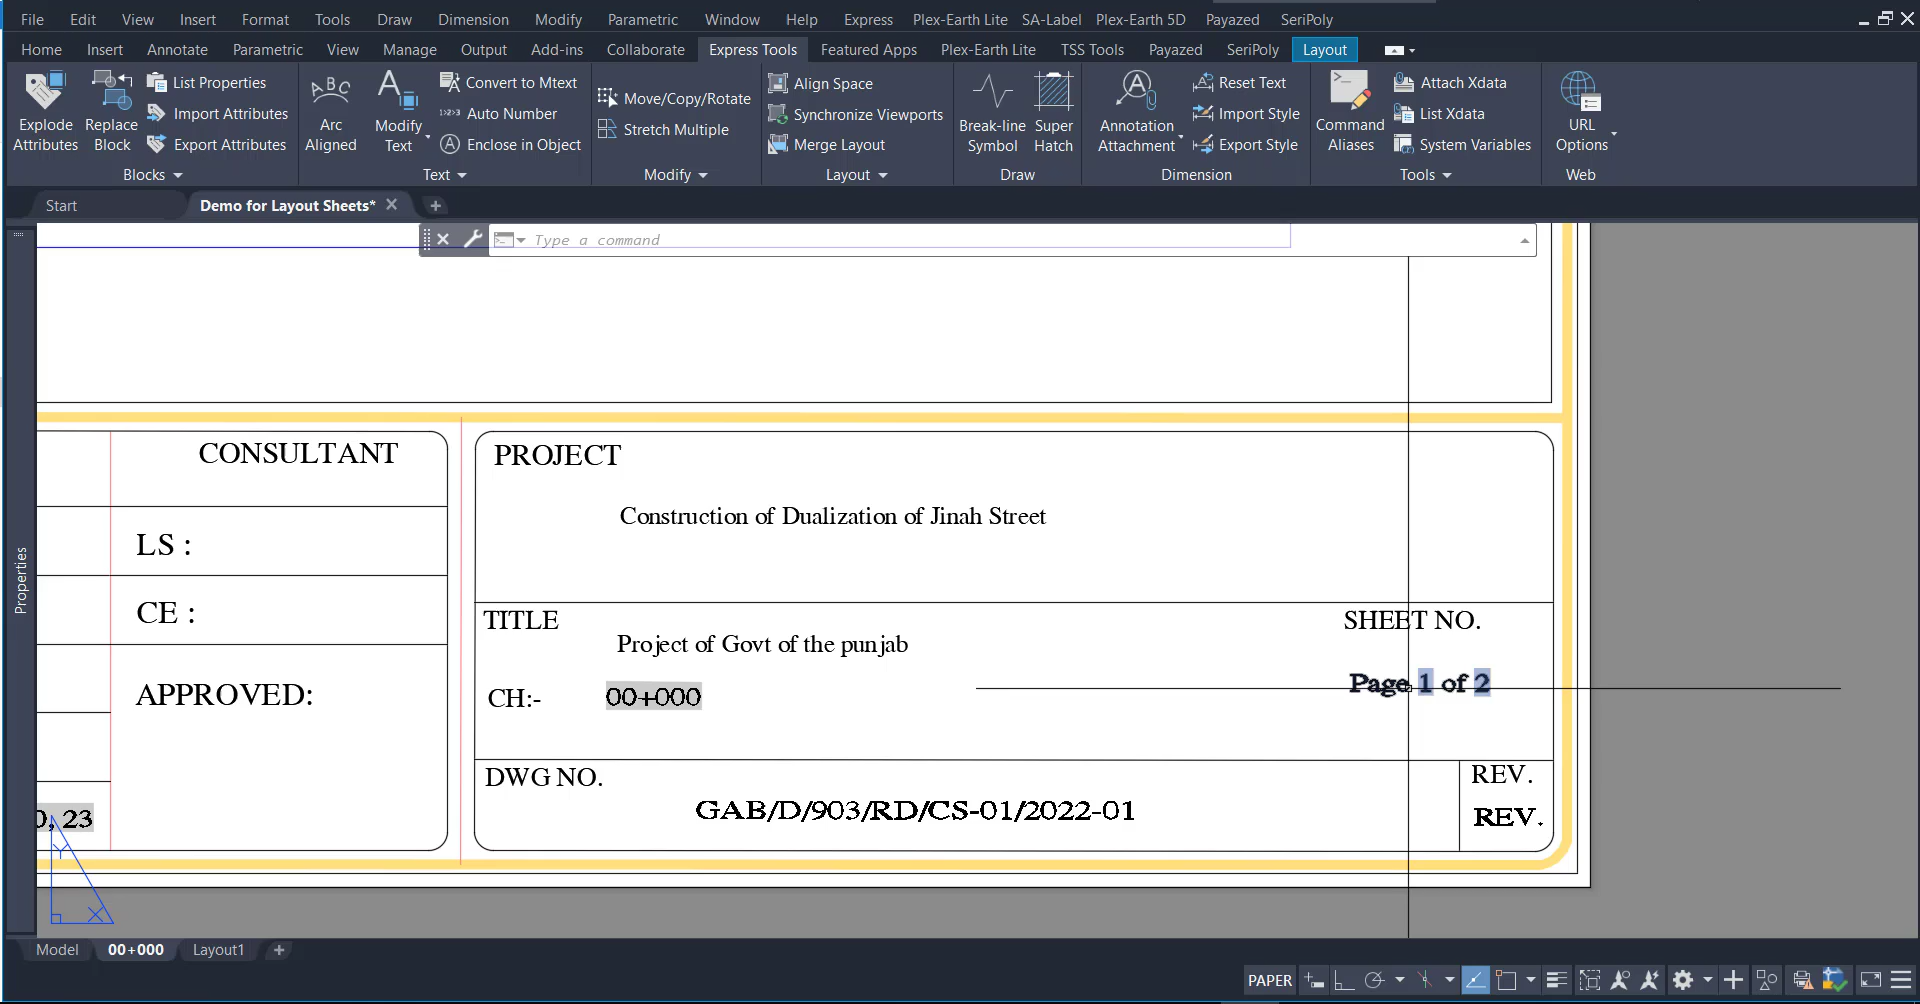 File Edit View Insert Format Tools Draw Dimension Modify Parametric Window Help Express Plex-Earth Lite SA-Label Plex-Earth 5D Payazed SeriPoly
Home Insert Annotate Parametric View Manage Output Add-ins Collaborate Express Tools Featured Apps Plex-Earth Lite TSS Tools Payazed SeriPoly Layout
Explode Attributes
Replace Block
List Properties
Import Attributes
Export Attributes
Blocks
ABC
Arc Aligned
Modify Text
Convert to Mtext
Auto Number
Enclose in Object
Text
Move/Copy/Rotate
Stretch Multiple
Modify
Align Space
Synchronize Viewports
Merge Layout
Layout
Break-line Symbol
Super Hatch
Draw
Annotation Attachment
Reset Text
Import Style
Export Style
Dimension
Command Aliases
Attach Xdata
List Xdata
System Variables
Tools
URL Options
Web
Start
Demo for Layout Sheets*
Type a command
Properties
CONSULTANT
LS :
CE :
APPROVED:
0, 23
PROJECT
Construction of Dualization of Jinah Street
TITLE
Project of Govt of the punjab
SHEET NO.
Page 1 of 2
CH:- 00+000
DWG NO.
GAB/D/903/RD/CS-01/2022-01
REV.
REV.
Y
X
Model 00+000 Layout1
PAPER